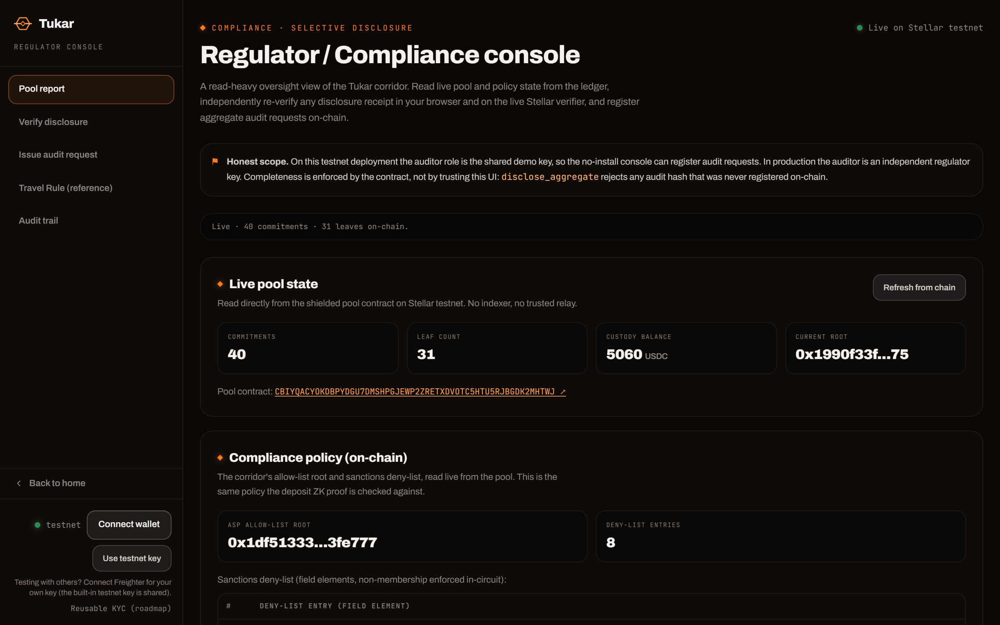 Tukar
REGULATOR CONSOLE
Pool report
Verify disclosure
Issue audit request
Travel Rule (reference)
Audit trail
Back to home
testnet
Connect wallet
Use testnet key
Testing with others? Connect Freighter for your
own key (the built-in testnet key is shared).
Reusable KYC (roadmap)
COMPLIANCE · SELECTIVE DISCLOSURE
Live on Stellar testnet
Regulator / Compliance console
A read-heavy oversight view of the Tukar corridor. Read live pool and policy state from the ledger,
independently re-verify any disclosure receipt in your browser and on the live Stellar verifier, and register
aggregate audit requests on-chain.
Honest scope. On this testnet deployment the auditor role is the shared demo key, so the no-install console can register audit requests. In production the auditor is an independent regulator
key. Completeness is enforced by the contract, not by trusting this UI: disclose_aggregate rejects any audit hash that was never registered on-chain.
Live · 40 commitments · 31 leaves on-chain.
Live pool state
Refresh from chain
Read directly from the shielded pool contract on Stellar testnet. No indexer, no trusted relay.
COMMITMENTS
40
LEAF COUNT
31
CUSTODY BALANCE
5060 USDC
CURRENT ROOT
0x1990f33f...75
Pool contract: CBIYQACYOKDBPYDGU7DMSHPGJEWP2ZRETXDVOTC5HTU5RJBGDK2MHTWJ ↗
Compliance policy (on-chain)
The corridor's allow-list root and sanctions deny-list, read live from the pool. This is the
same policy the deposit ZK proof is checked against.
ASP ALLOW-LIST ROOT
0x1df51333...3fe777
DENY-LIST ENTRIES
8
Sanctions deny-list (field elements, non-membership enforced in-circuit):
# DENY-LIST ENTRY (FIELD ELEMENT)